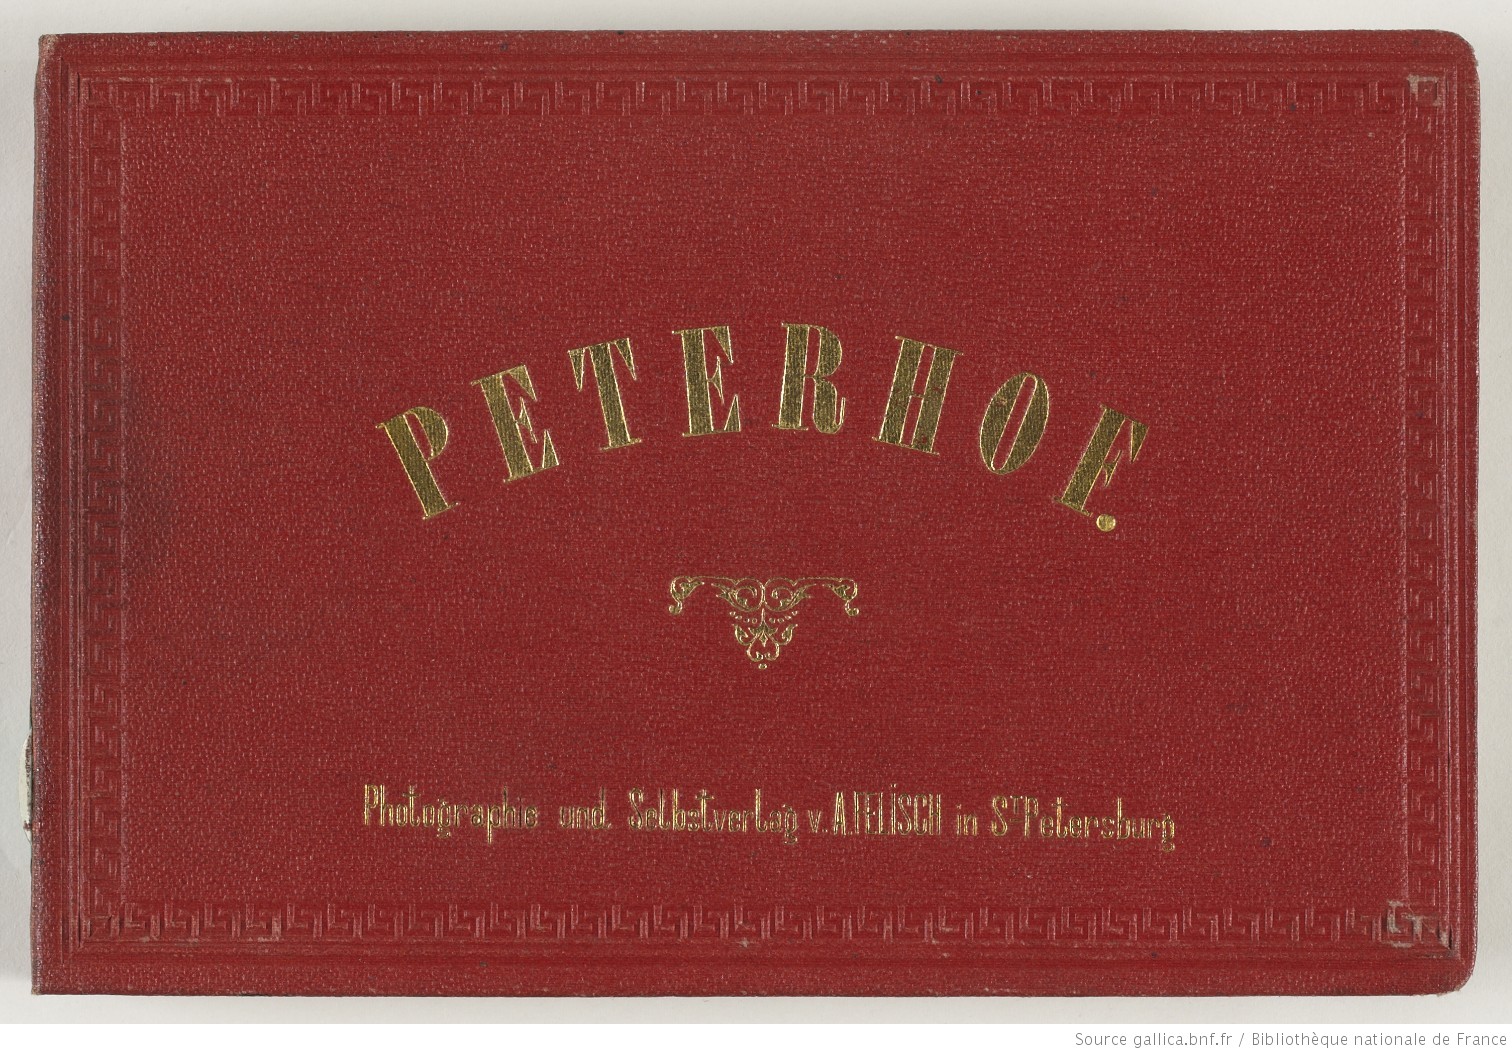 PETERHOF.
Photographie und Selbstverlag v. A. FELISCH in St Petersburg
Source gallica.bnf.fr / Bibliothèque nationale de France